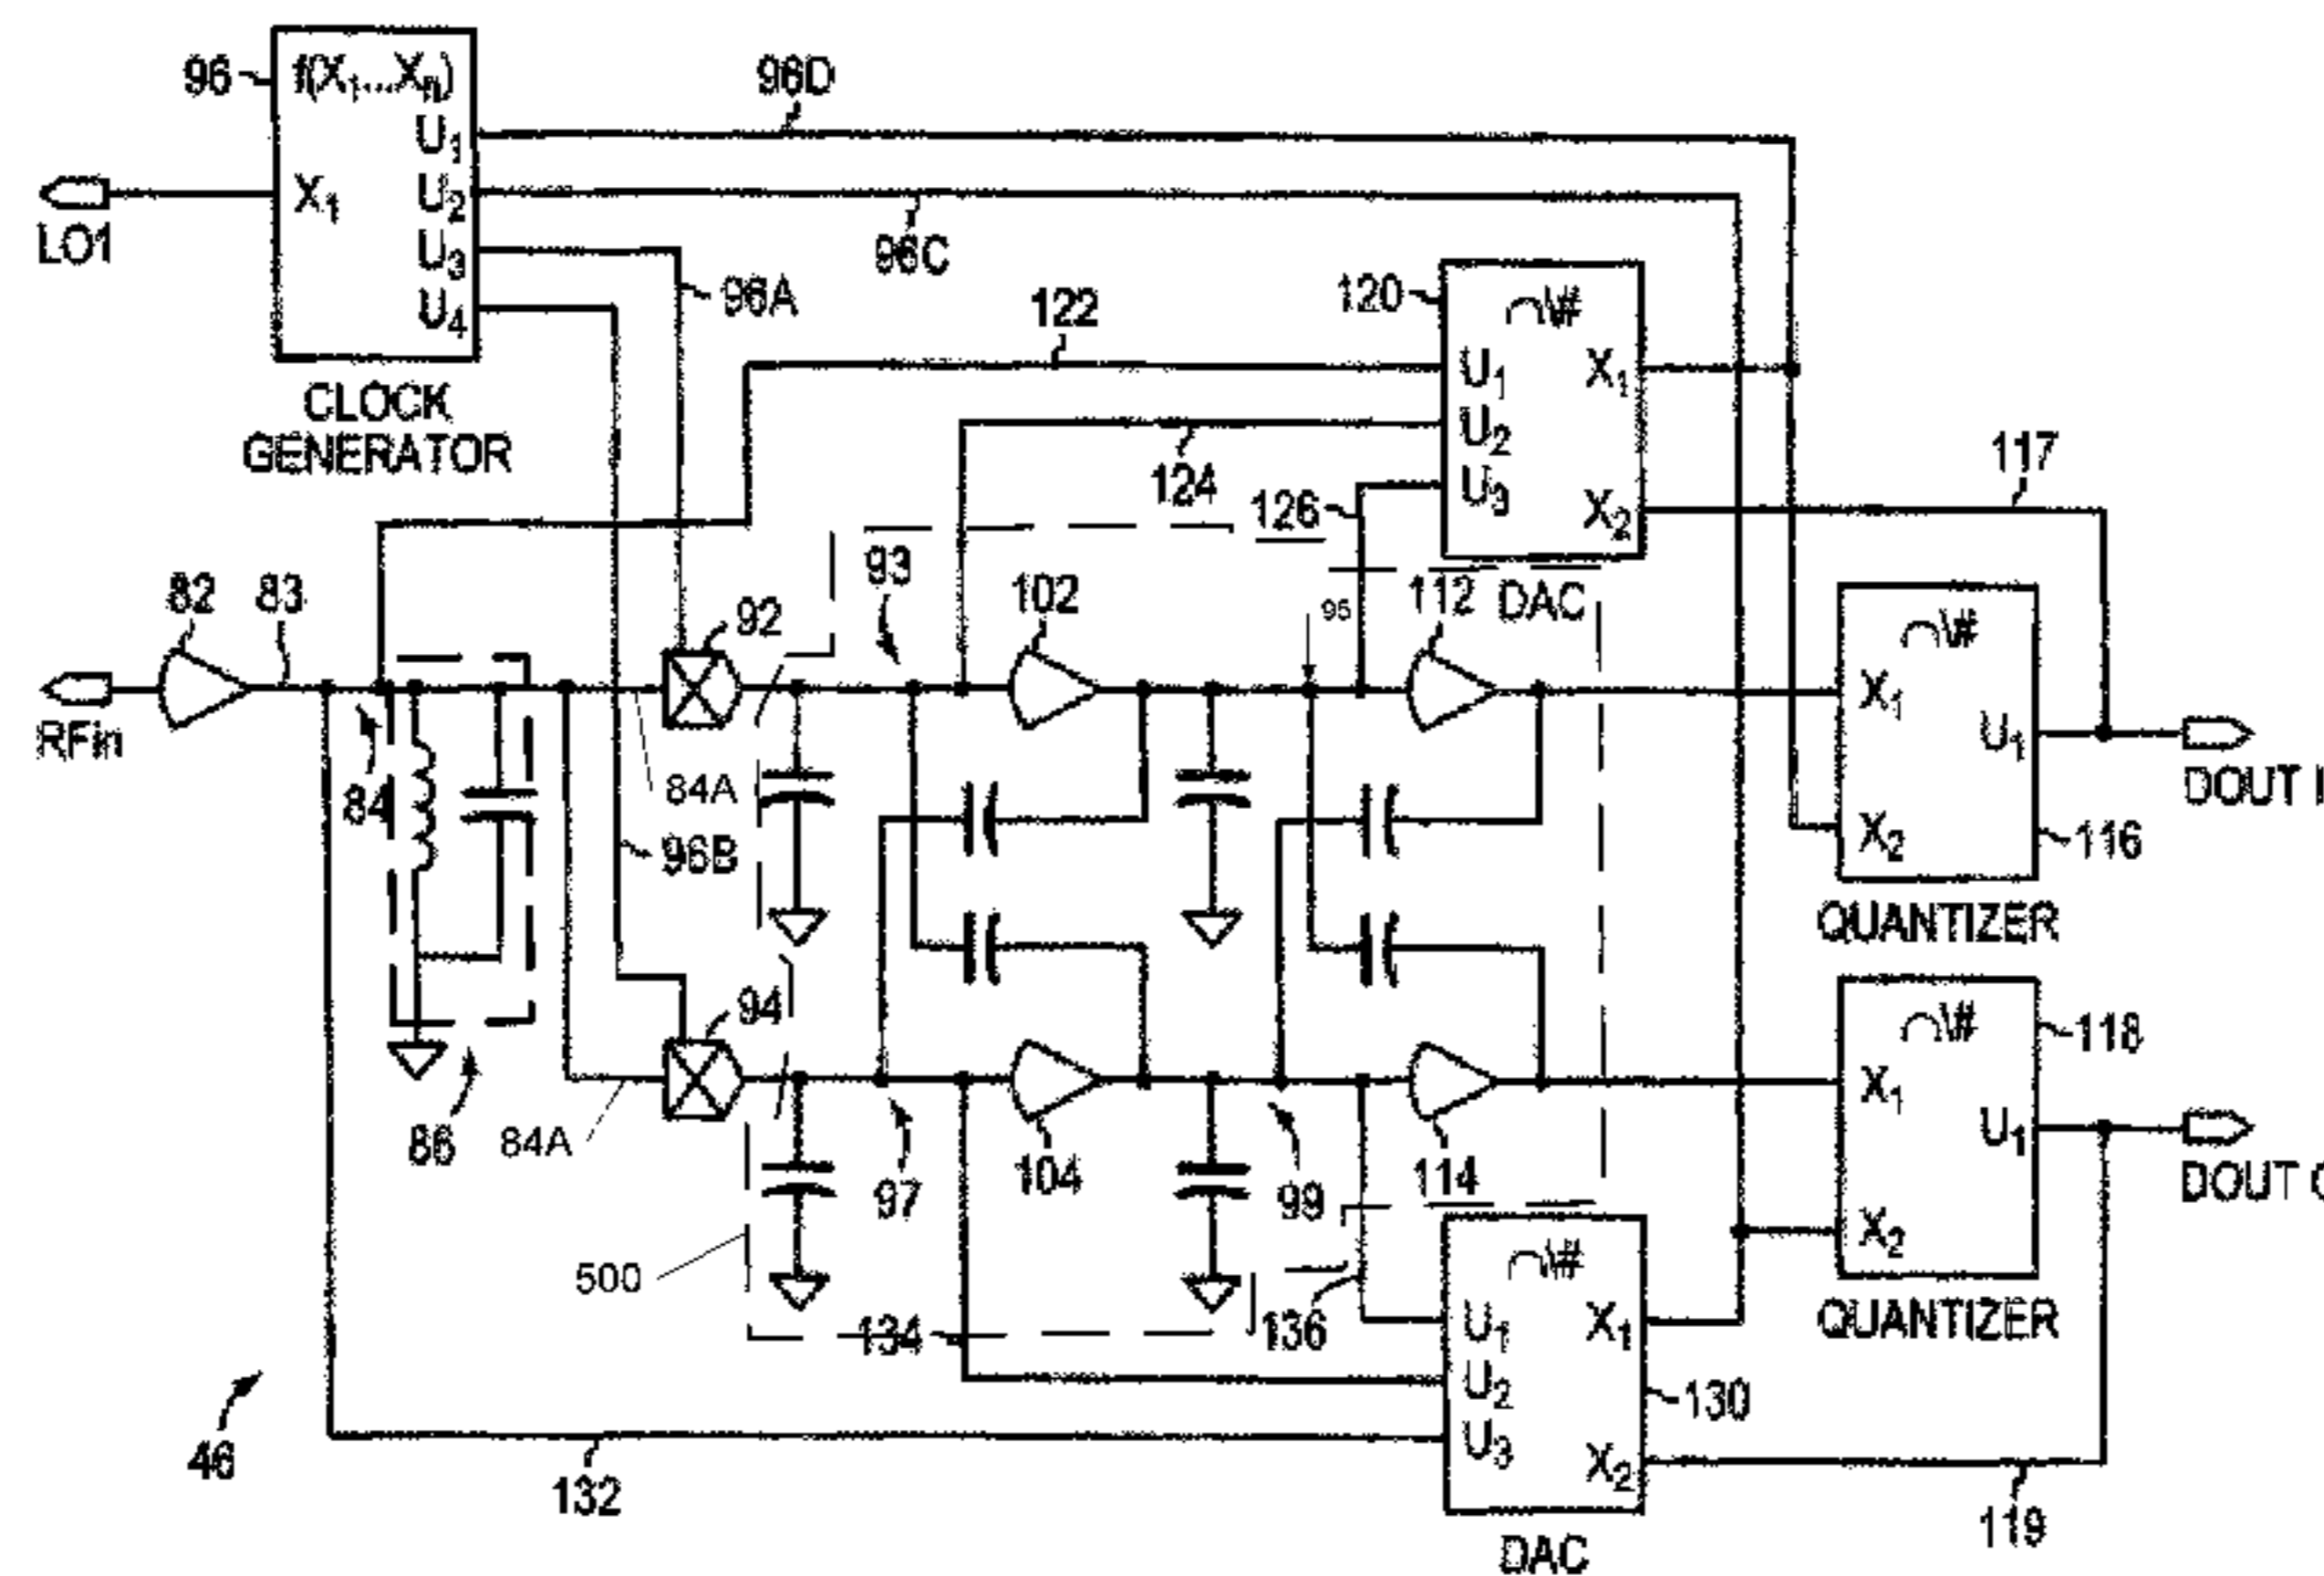 96
f(X1...Xn)
U1
X1
U2
U3
U4
LO1
CLOCK
GENERATOR
96D
96C
96A
122
120
∩\#
U1
X1
U2
U3
X2
124
126
117
DAC
82
83
RFin
84
92
93
102
95
112
84A
96B
∩\#
X1
U1
X2
DOUT I
116
QUANTIZER
86
94
84A
97
104
99
114
∩\#
118
X1
U1
X2
DOUT
QUANTIZER
500
134
136
∩\#
U1
X1
U2
130
U3
X2
46
132
119
DAC